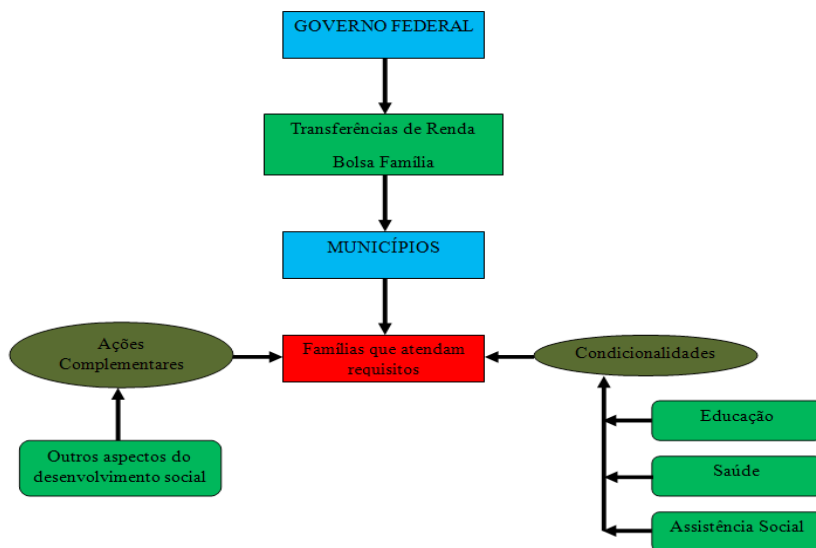 GOVERNO FEDERAL
Transferências de Renda
Bolsa Família
MUNICÍPIOS
Ações
Complementares
Famílias que atendam
requisitos
Condicionalidades
Outros aspectos do
desenvolvimento social
Educação
Saúde
Assistência Social